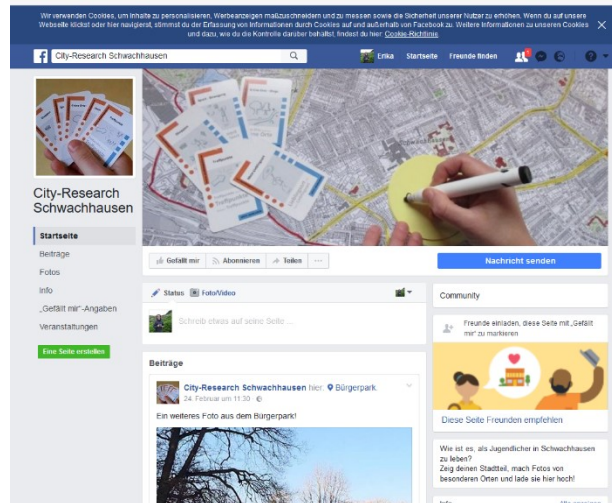 Wir verwenden Cookies, um Inhalte zu personalisieren, Werbeanzeigen maßzuschneidern und zu messen sowie die Sicherheit unserer Nutzer zu erhöhen. Wenn du auf unsere
Webseite klickst oder hier navigierst, stimmst du der Erfassung von Informationen durch Cookies auf und außerhalb von Facebook zu. Weitere Informationen zu unseren Cookies
und dazu, wie du die Kontrolle darüber behältst, findest du hier: Cookie-Richtlinie.
City-Research Schwachhausen
Erika Startseite Freunde finden
City-Research
Schwachhausen
Startseite
Beiträge
Fotos
Info
„Gefällt mir“-Angaben
Veranstaltungen
Eine Seite erstellen
Gefällt mir Abonnieren Teilen ...
Nachricht senden
Status Foto/Video
Schreib etwas auf seine Seite ...
Beiträge
City-Research Schwachhausen hier: Bürgerpark
24. Februar um 11:30
Ein weiteres Foto aus dem Bürgerpark!
Community
Freunde einladen, diese Seite mit „Gefällt
mir“ zu markieren
Diese Seite Freunden empfehlen
Wie ist es, als Jugendlicher in Schwachhausen
zu leben?
Zeig deinen Stadtteil, mach Fotos von
besonderen Orten und lade sie hier hoch!